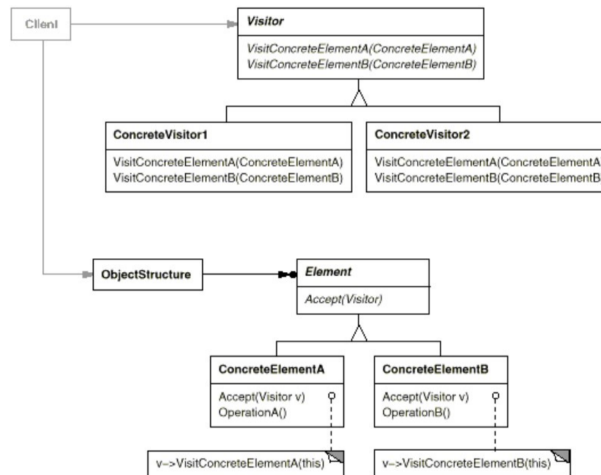 Client
Visitor
VisitConcreteElementA(ConcreteElementA)
VisitConcreteElementB(ConcreteElementB)
ConcreteVisitor1
VisitConcreteElementA(ConcreteElementA)
VisitConcreteElementB(ConcreteElementB)
ConcreteVisitor2
VisitConcreteElementA(ConcreteElementA
VisitConcreteElementB(ConcreteElementB
ObjectStructure
Element
Accept(Visitor)
ConcreteElementA
Accept(Visitor v)
OperationA()
ConcreteElementB
Accept(Visitor v)
OperationB()
v->VisitConcreteElementA(this)
v->VisitConcreteElementB(this)